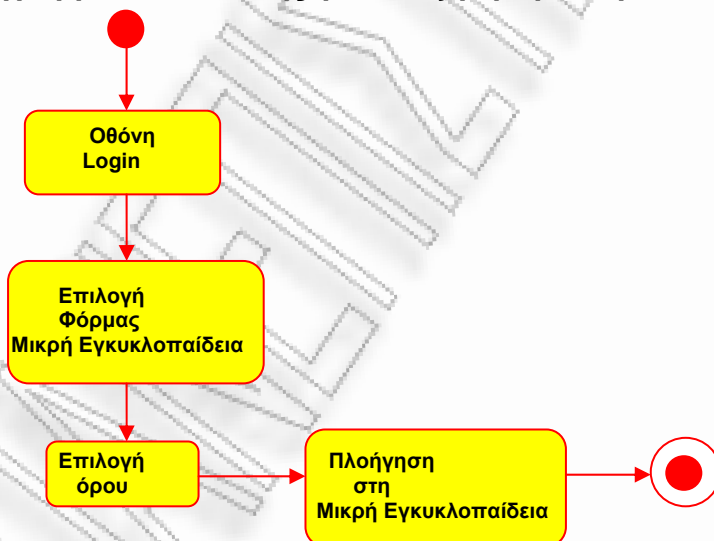 Οθόνη
Login
Επιλογή
Φόρμας
Μικρή Εγκυκλοπαίδεια
Επιλογή
όρου
Πλοήγηση
στη
Μικρή Εγκυκλοπαίδεια